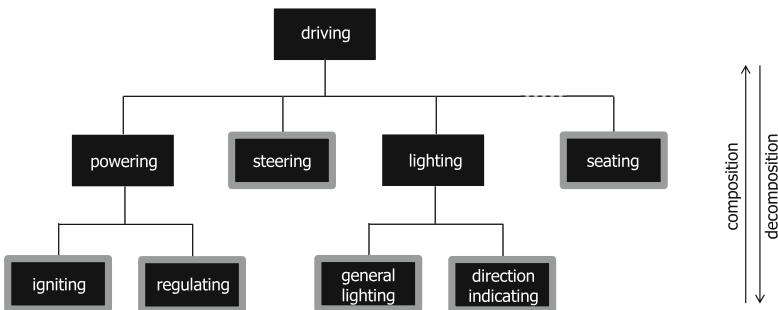 driving
powering
steering
lighting
seating
igniting
regulating
general
lighting
direction
indicating
composition
decomposition